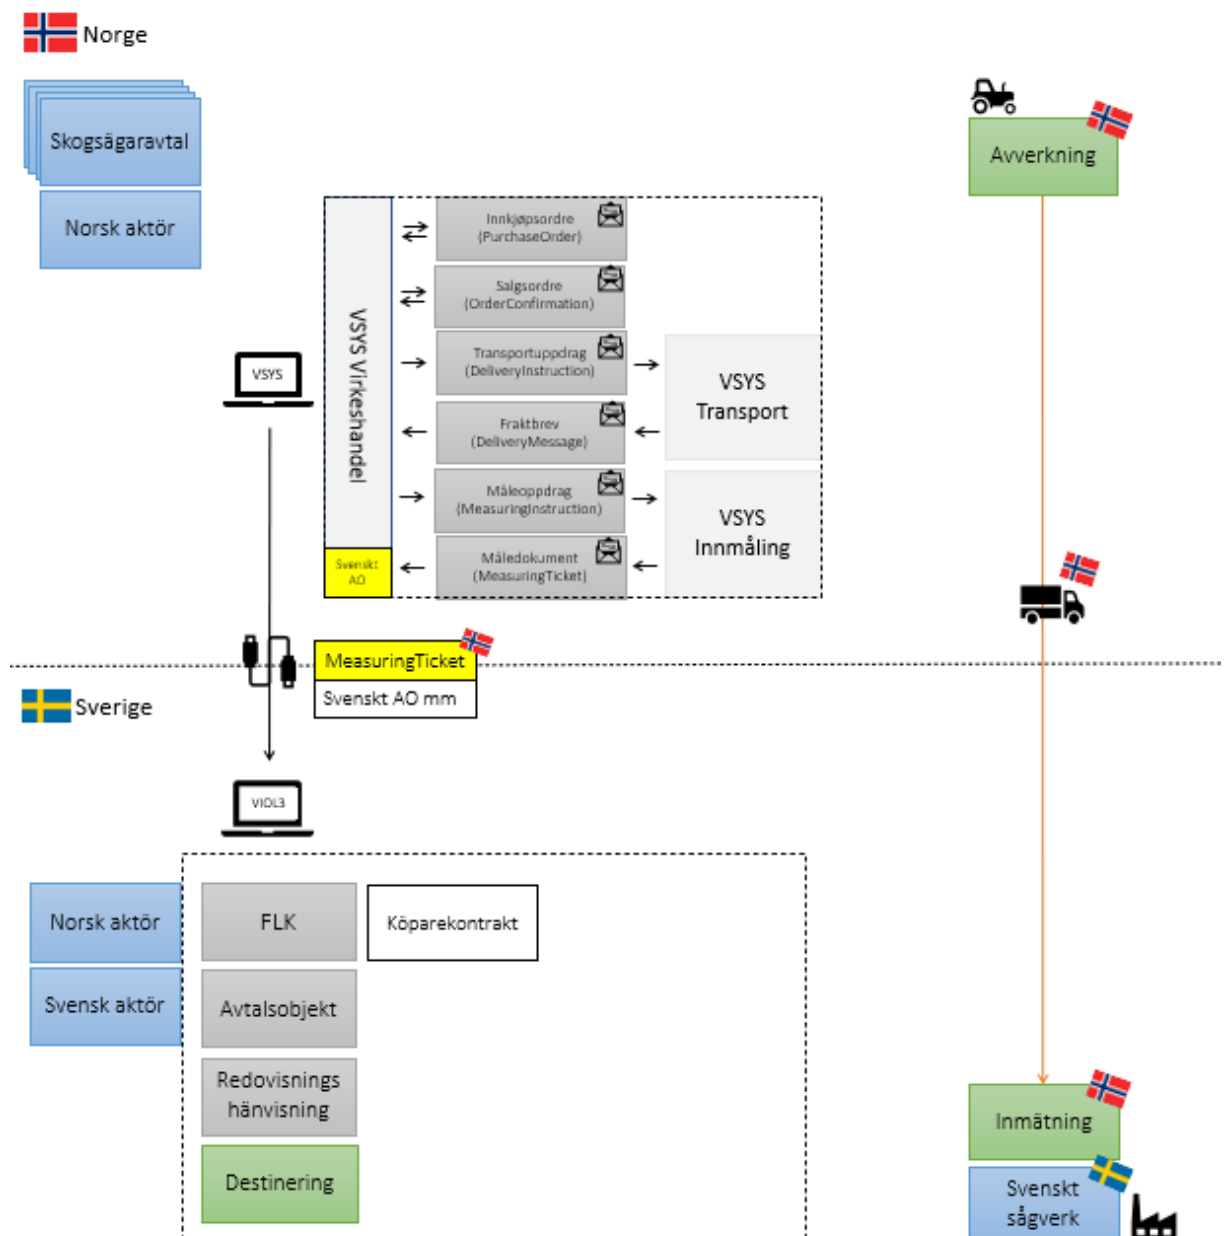 Norge
Skogsägaravtal
Norsk aktör
Avverkning
VSYS
VSYS Virkeshandel
Svenskt
AO
Innkjøpsordre
(PurchaseOrder)
Salgsordre
(OrderConfirmation)
Transportuppdrag
(DeliveryInstruction)
Fraktbrev
(DeliveryMessage)
Måleoppdrag
(MeasuringInstruction)
Måledokument
(MeasuringTicket)
VSYS
Transport
VSYS
Innmåling
MeasuringTicket
Svenskt AO mm
Sverige
VIOL3
Norsk aktör
Svensk aktör
FLK
Köparekontrakt
Avtalsobjekt
Redovisnings
hänvisning
Destinering
Inmätning
Svenskt
sågverk